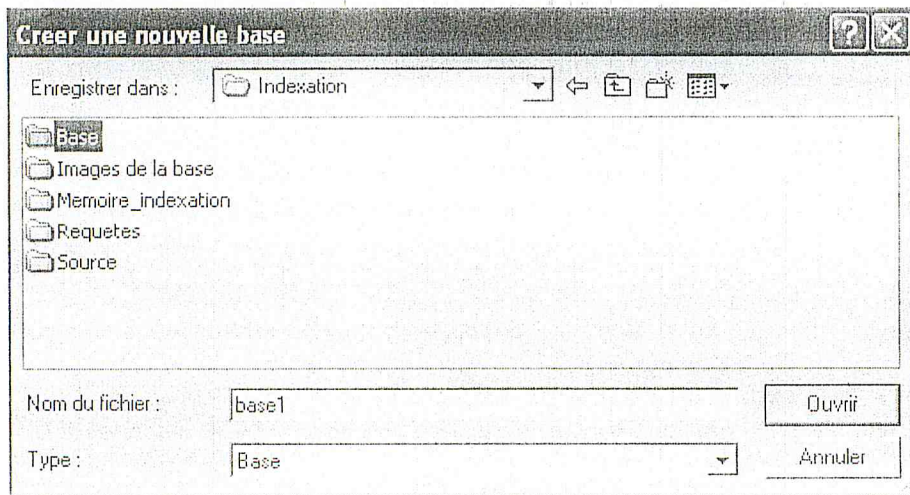 Creer une nouvelle base
Enregistrer dans : Indexation
Base
Images de la base
Memoire_indexation
Requetes
Source
Nom du fichier : base1 Ouvrir
Type : Base Annuler